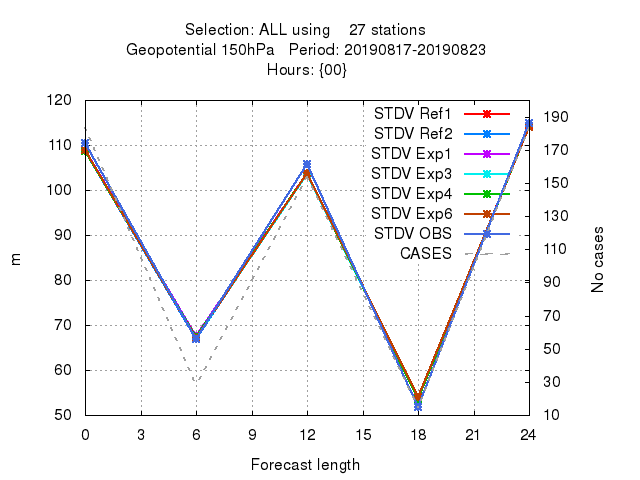 Selection: ALL using    27 stations
Geopotential 150hPa   Period: 20190817-20190823
Hours: {00}
STDV Ref1
STDV Ref2
STDV Exp1
STDV Exp3
STDV Exp4
STDV Exp6
STDV OBS
CASES
120
110
100
90
80
70
60
50
m
190
170
150
130
110
90
70
50
30
10
No cases
0 3 6 9 12 15 18 21 24
Forecast length